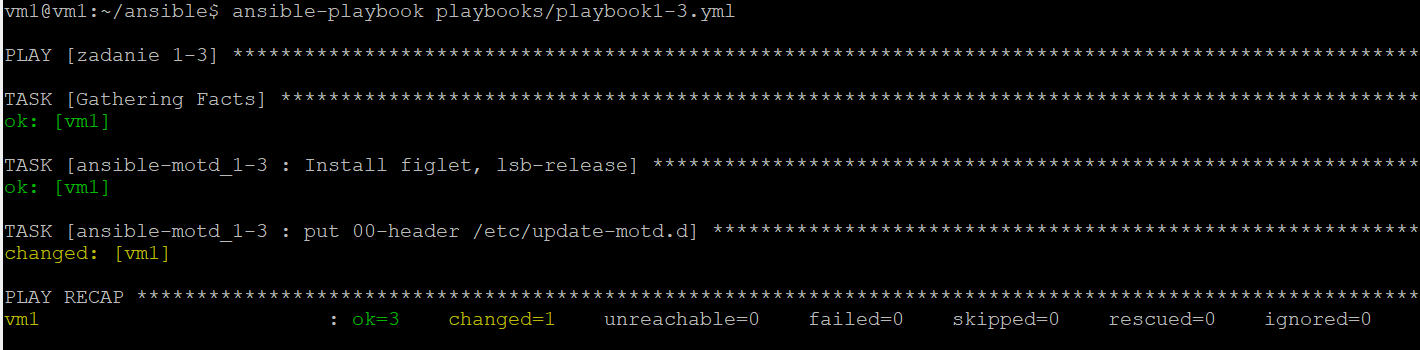 vm1@vm1:~/ansible$ ansible-playbook playbooks/playbook1-3.yml
PLAY [zadanie 1-3] ***************************************************************************************************
TASK [Gathering Facts] ***********************************************************************************************
ok: [vm1]
TASK [ansible-motd_1-3 : Install figlet, lsb-release] ****************************************************************
ok: [vm1]
TASK [ansible-motd_1-3 : put 00-header /etc/update-motd.d] ***********************************************************
changed: [vm1]
PLAY RECAP ***********************************************************************************************************
vm1                        : ok=3    changed=1    unreachable=0    failed=0    skipped=0    rescued=0    ignored=0